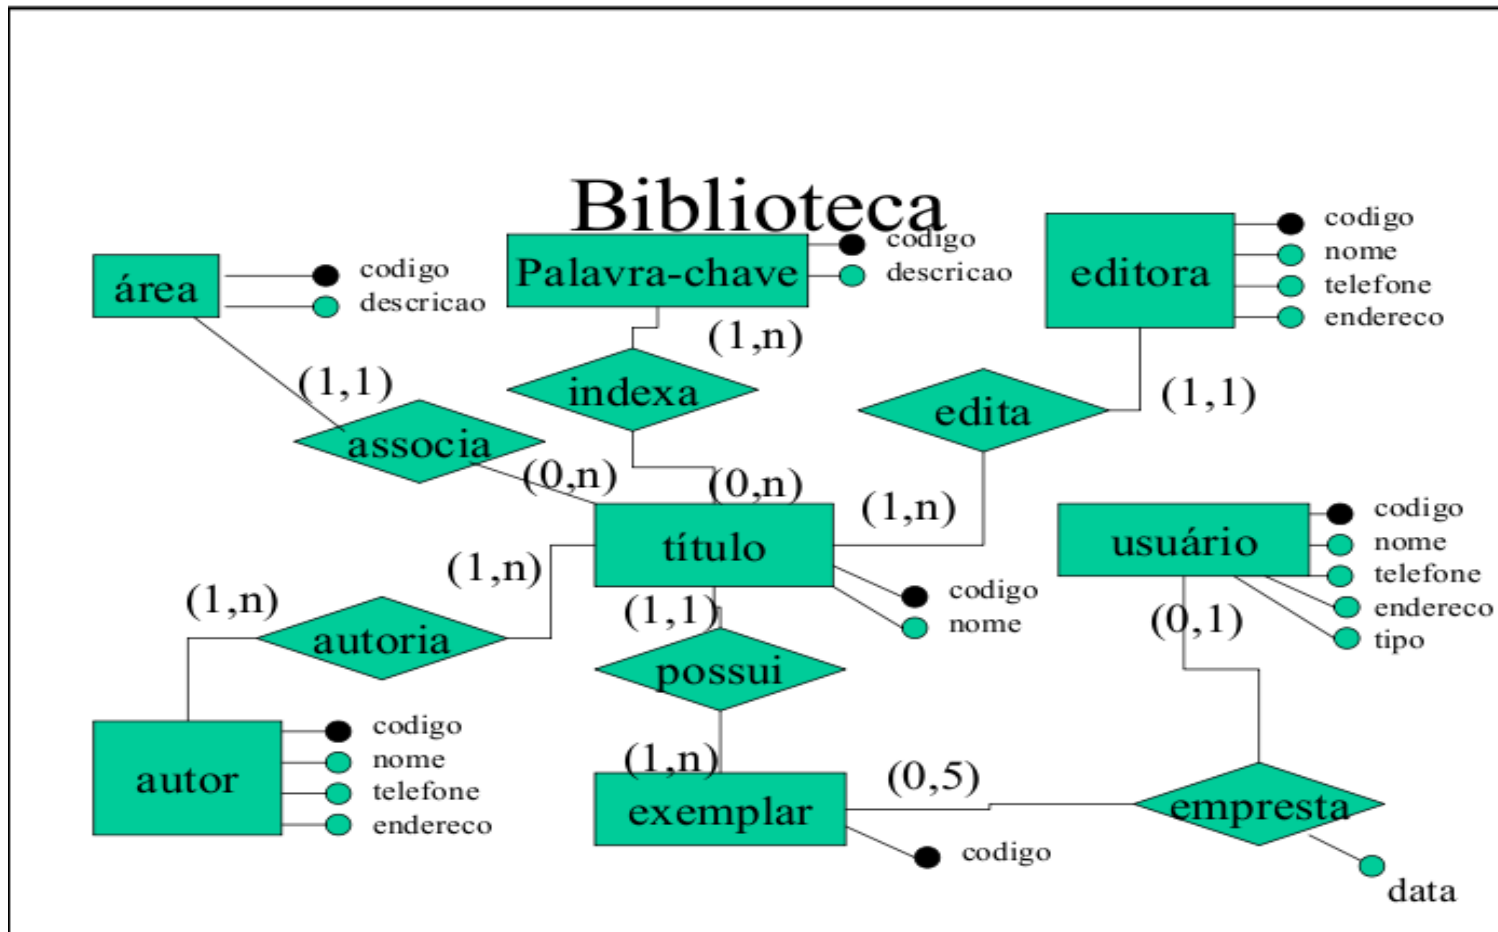 Biblioteca
área
codigo
descricao
Palavra-chave
codigo
descricao
editora
codigo
nome
telefone
endereco
(1,1)
associa
(0,n)
(1,n)
indexa
(0,n)
edita
(1,1)
(1,n)
título
codigo
nome
usuário
codigo
nome
telefone
endereco
tipo
(0,1)
(1,n)
autoria
(1,n)
(1,1)
possui
(1,n)
autor
codigo
nome
telefone
endereco
exemplar
codigo
(0,5)
empresta
data